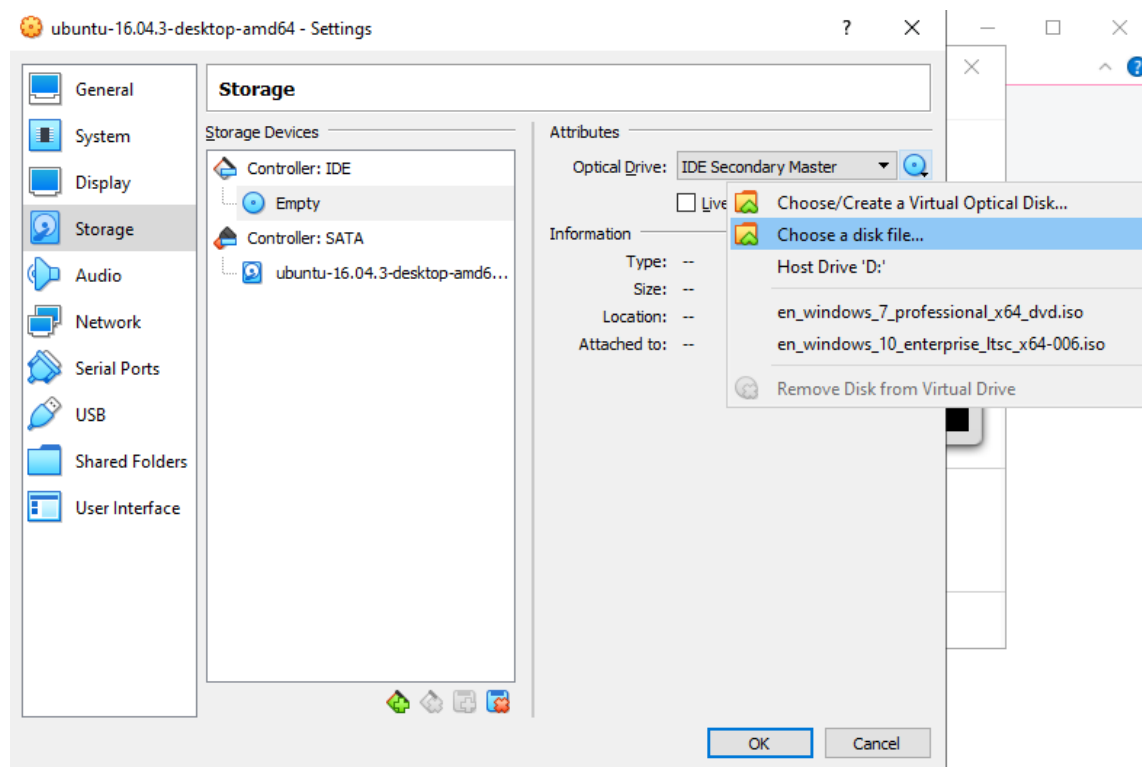 ubuntu-16.04.3-desktop-amd64 - Settings
?
General
System
Display
Storage
Audio
Network
Serial Ports
USB
Shared Folders
User Interface
Storage
Storage Devices
Controller: IDE
Empty
Controller: SATA
ubuntu-16.04.3-desktop-amd6...
Attributes
Optical Drive: IDE Secondary Master
Live
Information
Type: --
Size: --
Location: --
Attached to: --
Choose/Create a Virtual Optical Disk...
Choose a disk file...
Host Drive 'D:'
en_windows_7_professional_x64_dvd.iso
en_windows_10_enterprise_ltsc_x64-006.iso
Remove Disk from Virtual Drive
OK
Cancel
?